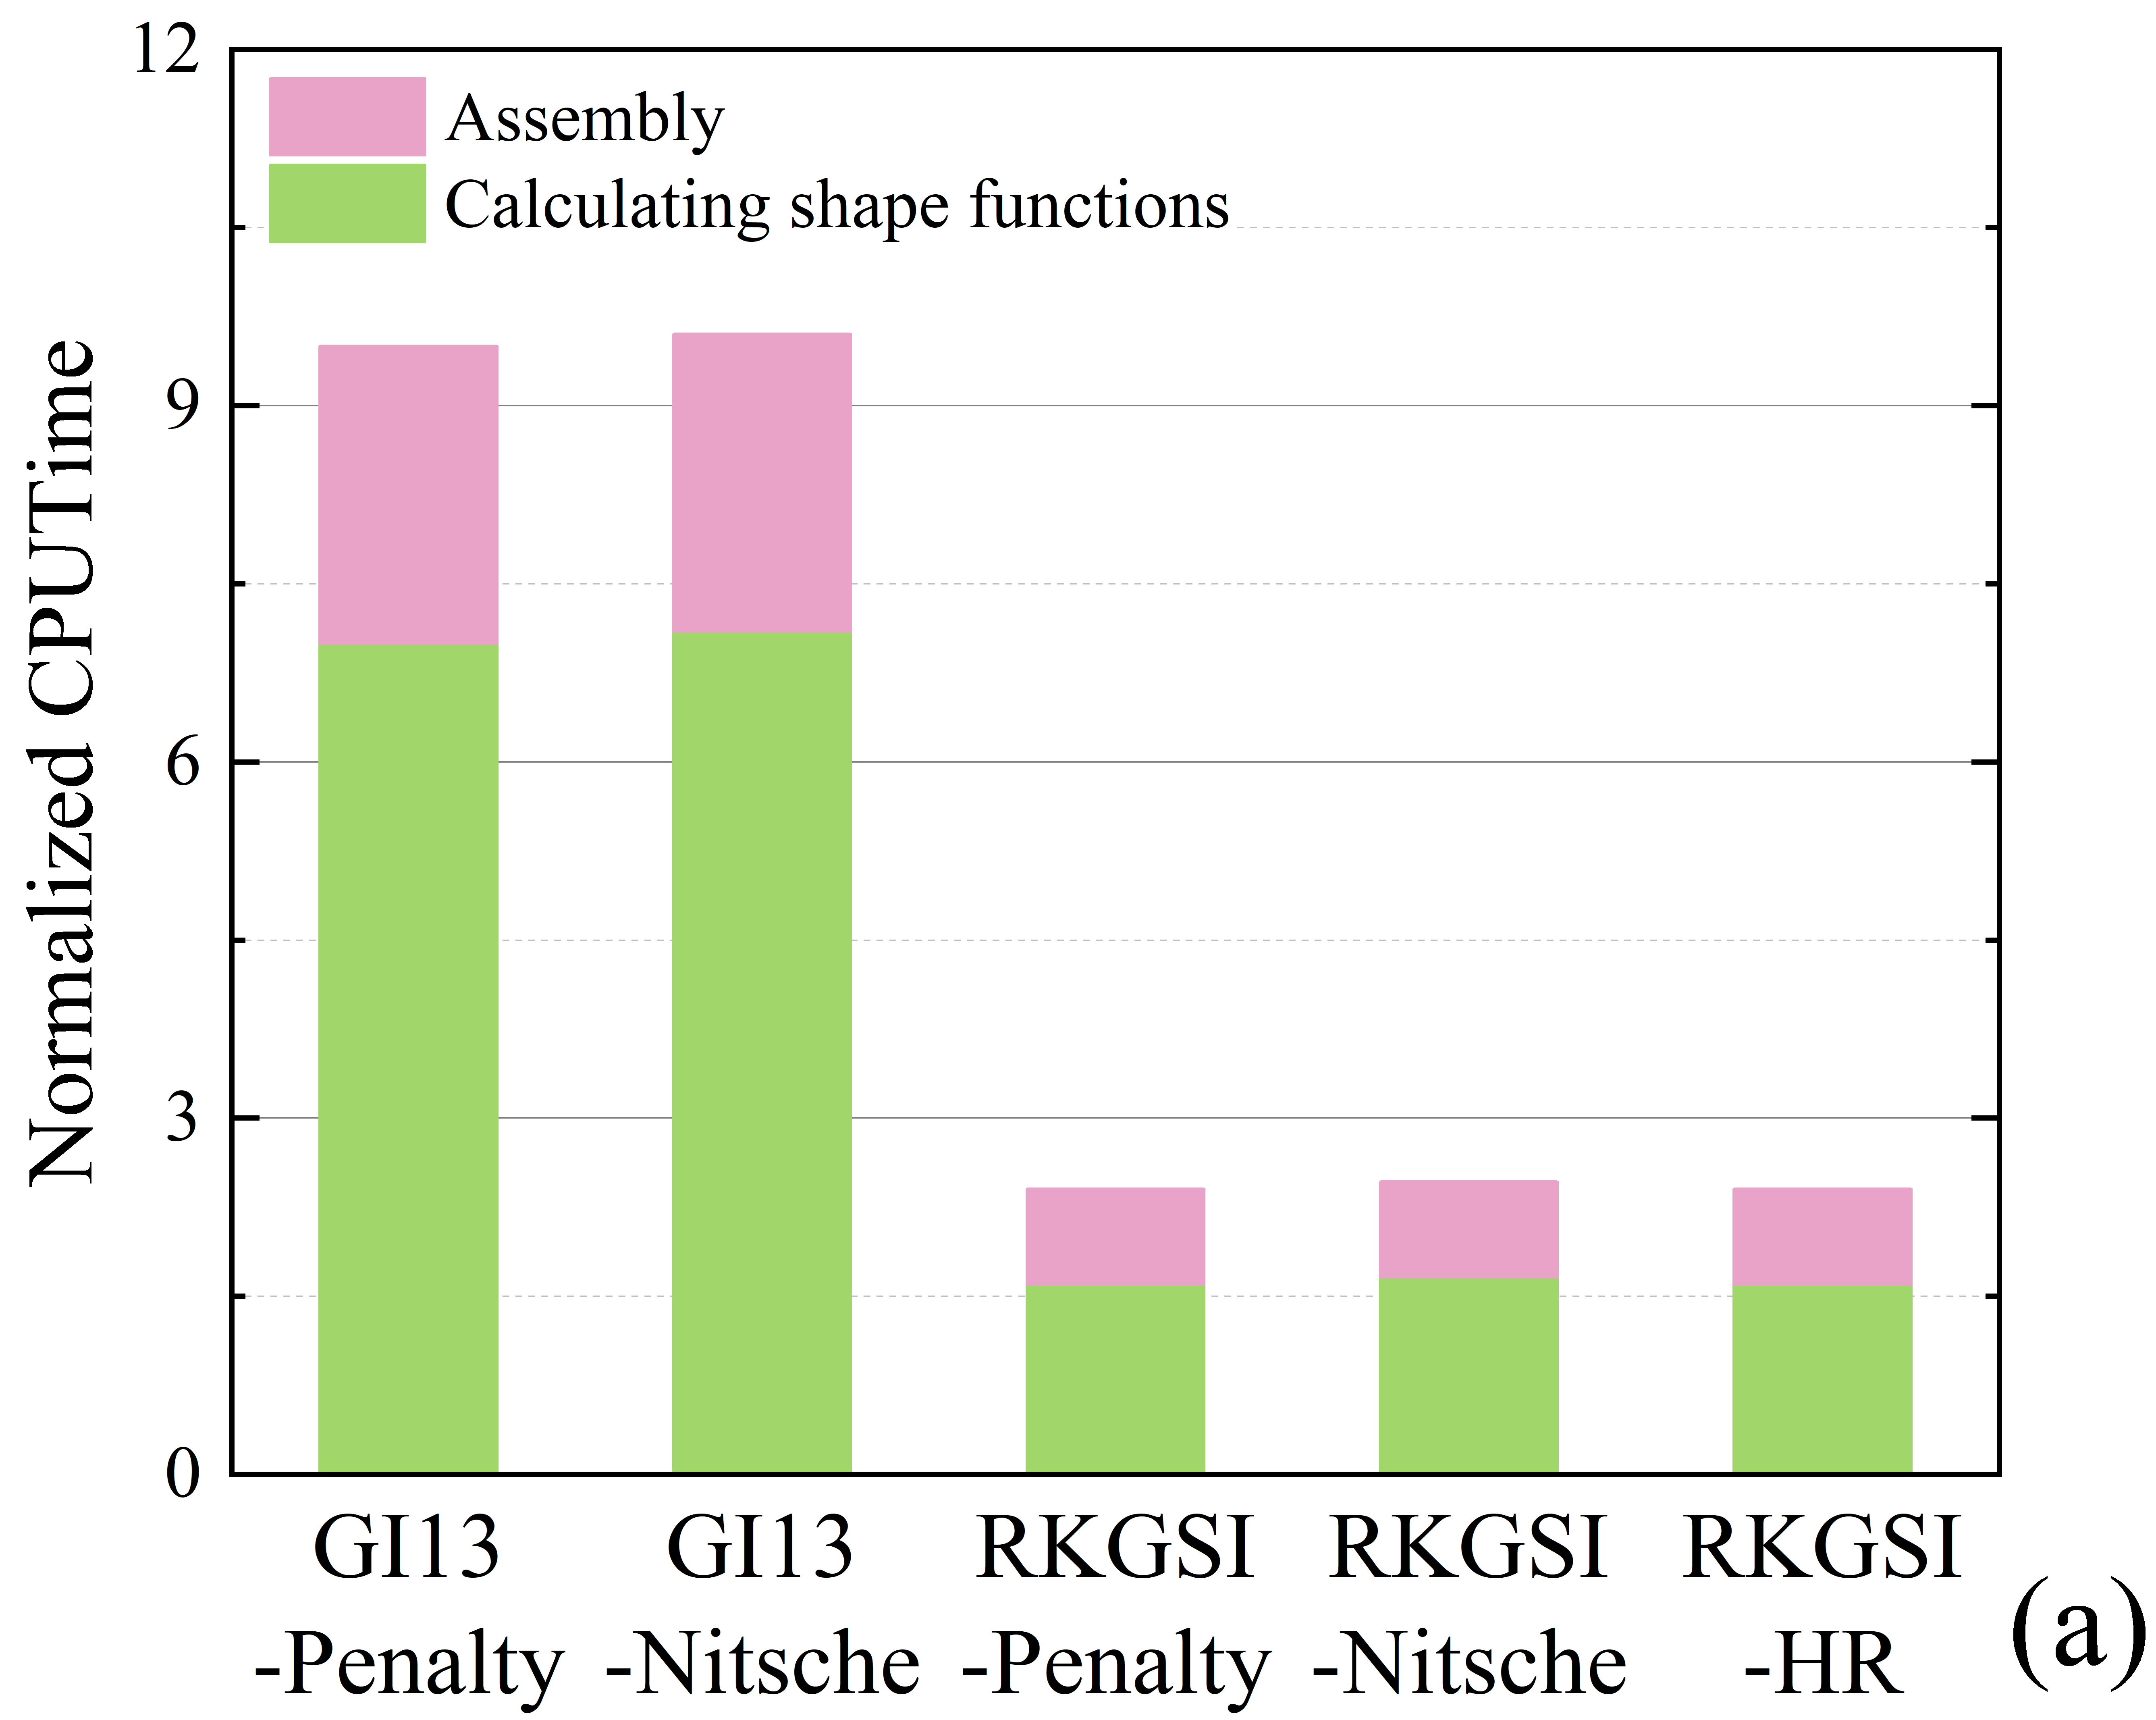 12
Assembly
Calculating shape functions
9
6
3
0
Normalized CPUTime
GI13 GI13 RKGSI RKGSI RKGSI
-Penalty -Nitsche -Penalty -Nitsche -HR
(a)